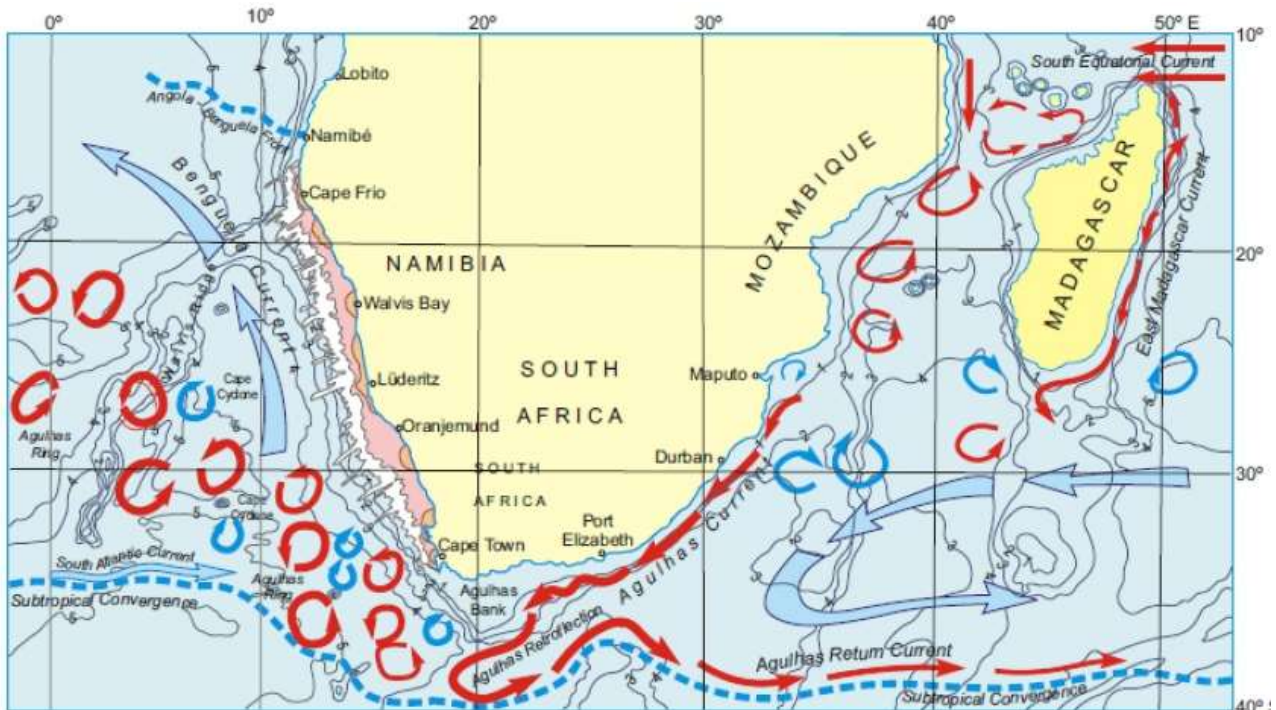 0°
10°
20°
30°
40°
50° E
10°
South Equatorial Current
Lobito
Angola - Benguela Front
Namibé
Cape Frio
Benguela Current
MOZAMBIQUE
MADAGASCAR
East Madagascar Current
20°
NAMIBIA
Walvis Bay
Walvis Ridge
SOUTH
AFRICA
Maputo
Lüderitz
Cape
Cyclone
Oranjemund
Agulhas
Ring
Durban
SOUTH
AFRICA
30°
Cape
Cyclone
Port
Elizabeth
Agulhas Current
Cape Town
South Atlantic Current
Agulhas
Ring
Agulhas
Bank
Subtropical Convergence
Agulhas Retroflection
Agulhas Return Current
Subtropical Convergence
40° S